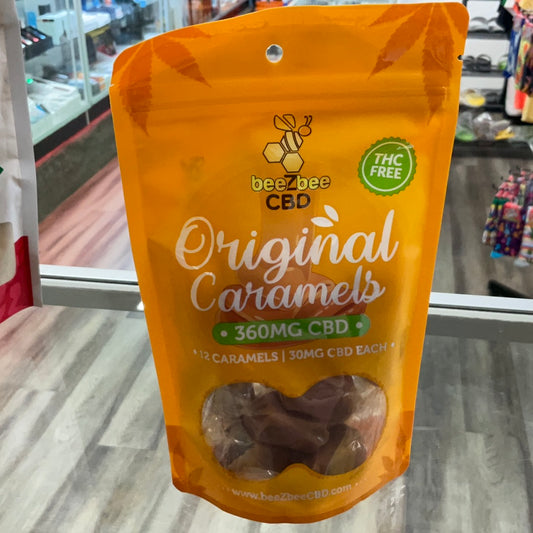 beeZbee
CBD
THC
FREE
Original
Caramels
• 360MG CBD •
• 12 CARAMELS | 30MG CBD EACH •
www.beeZbeeCBD.com